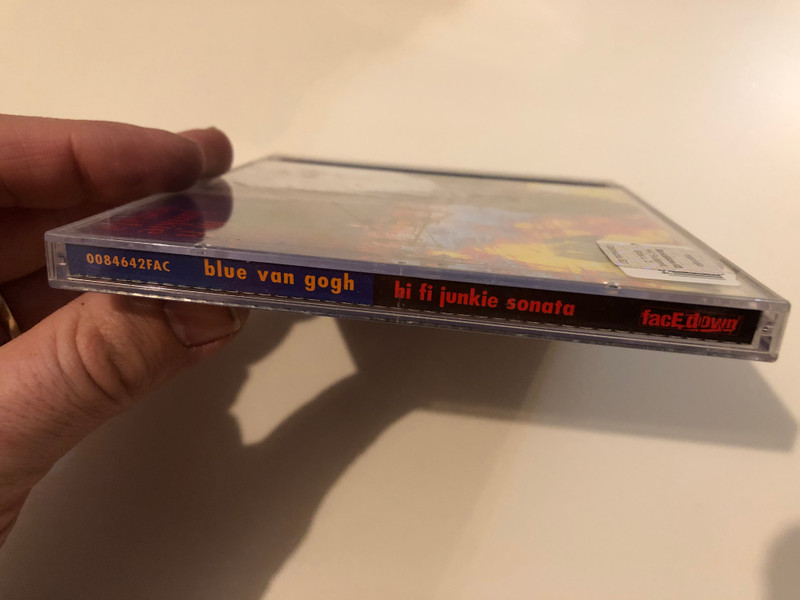 0084642FAC blue van gogh hi fi junkie sonata facEdown